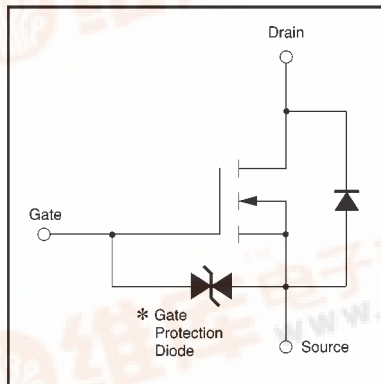 Drain
Gate
* Gate
Protection
Diode
Source